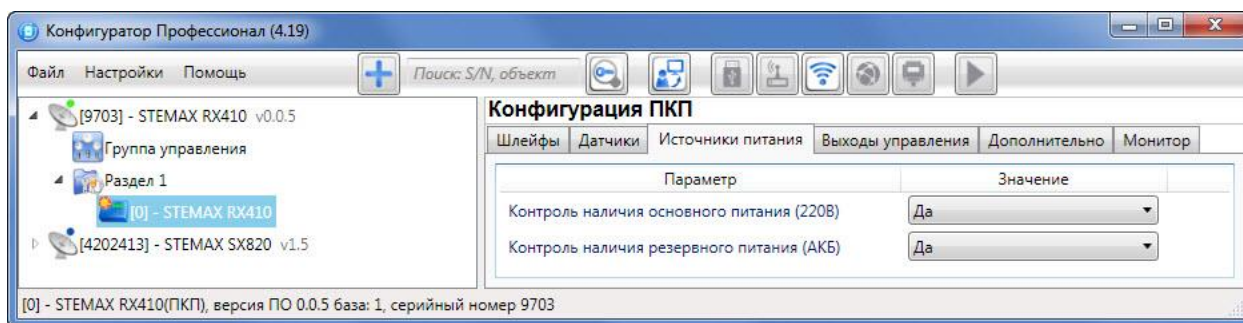 Конфигуратор Профессионал (4.19)
Файл Настройки Помощь Поиск: S/N, объект
[9703] - STEMAX RX410 v0.0.5
Группа управления
Раздел 1
[0] - STEMAX RX410
[4202413] - STEMAX SX820 v1.5
Конфигурация ПКП
Шлейфы Датчики Источники питания Выходы управления Дополнительно Монитор
Параметр Значение
Контроль наличия основного питания (220В) Да
Контроль наличия резервного питания (АКБ) Да
[0] - STEMAX RX410(ПКП), версия ПО 0.0.5 база: 1, серийный номер 9703